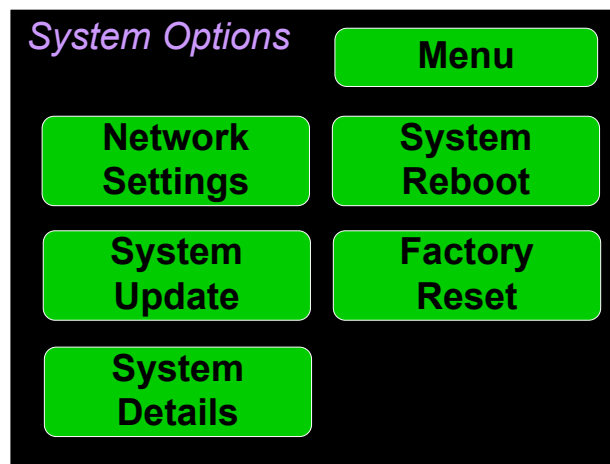 System Options
Menu
Network
Settings
System
Reboot
System
Update
Factory
Reset
System
Details